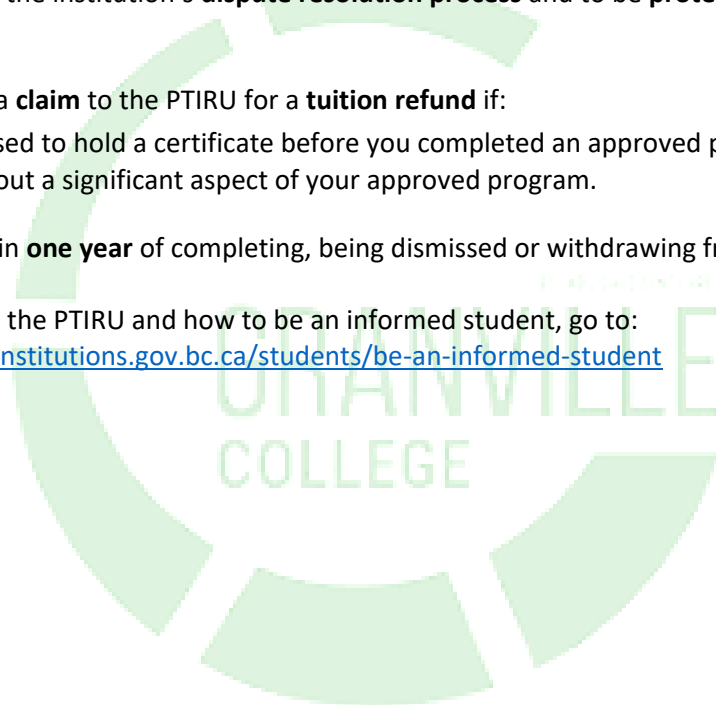 the institution's dispute resolution process and to be prote
a claim to the PTIRU for a tuition refund if:
sed to hold a certificate before you completed an approved p
out a significant aspect of your approved program.
in one year of completing, being dismissed or withdrawing fr
the PTIRU and how to be an informed student, go to:
nstitutions.gov.bc.ca/students/be-an-informed-student
GRANVILLE
COLLEGE